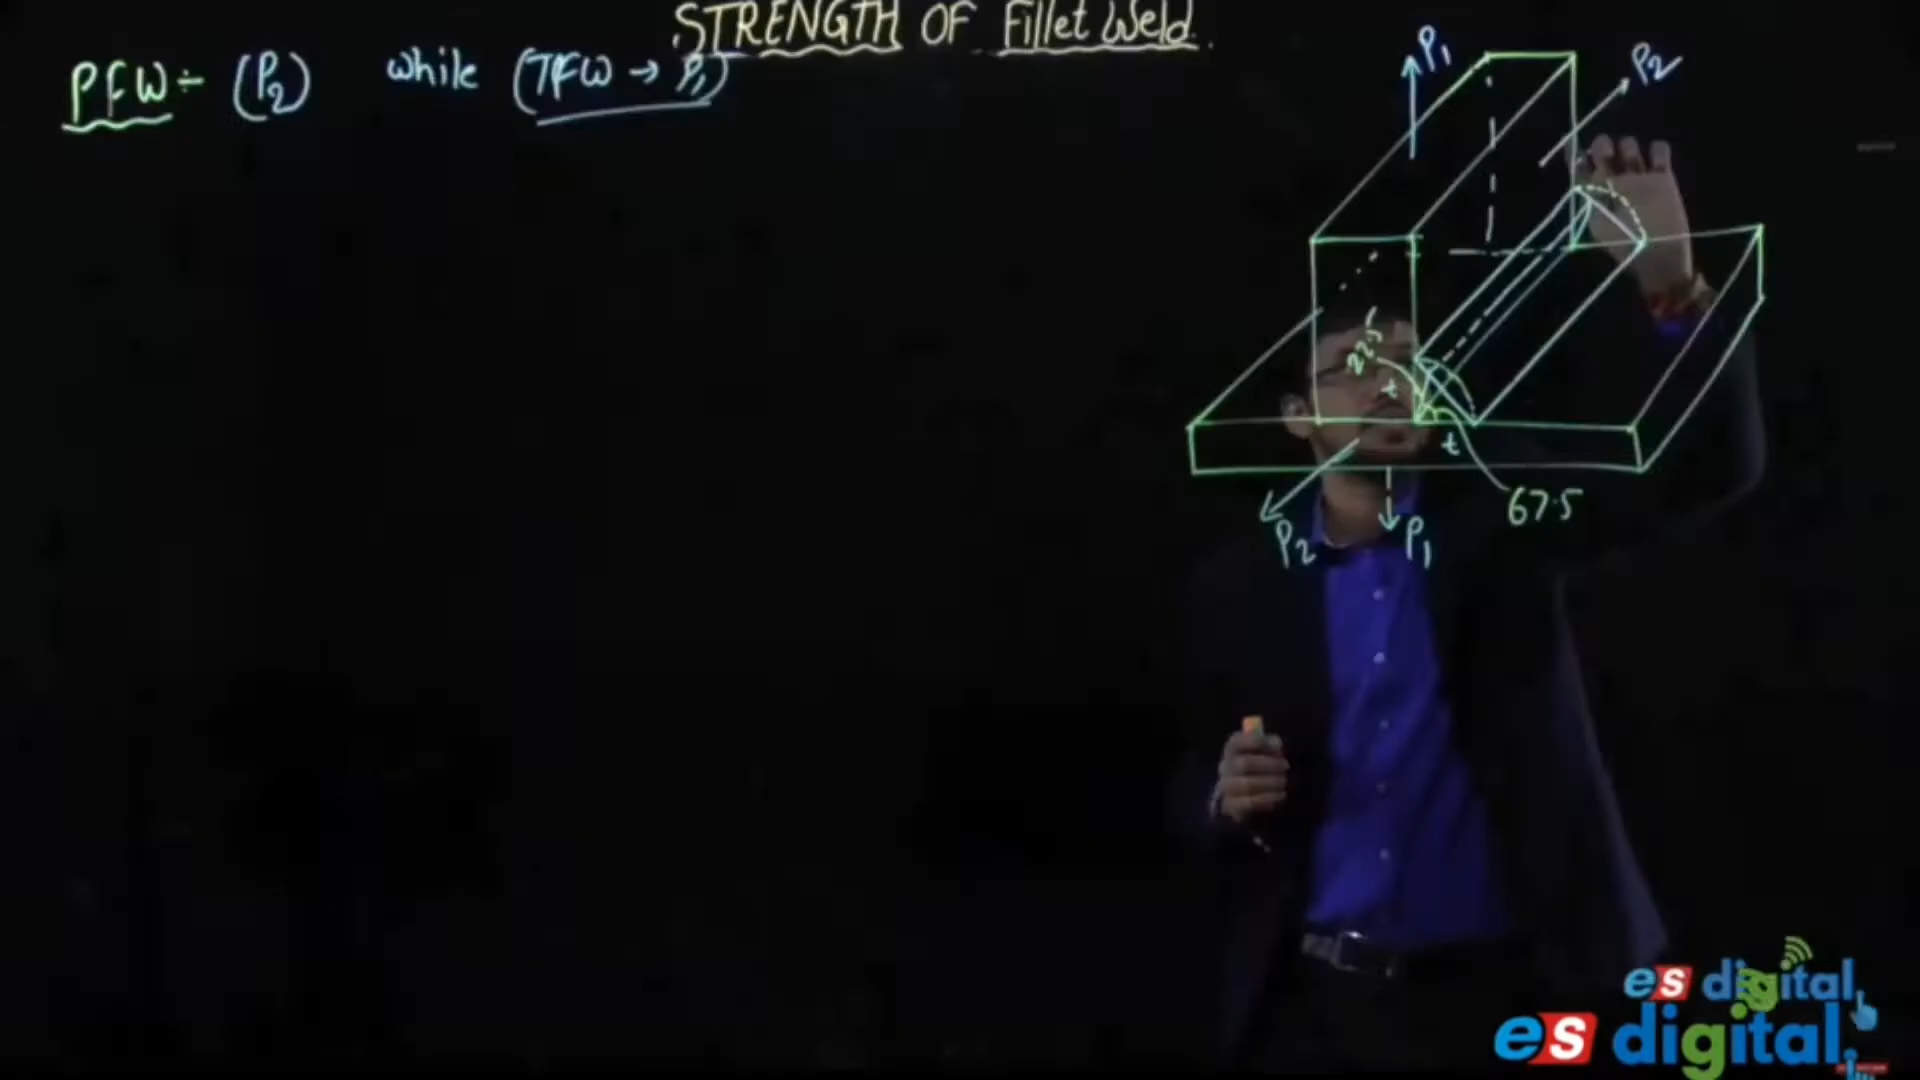 STRENGTH OF Fillet Weld.
PFW÷ (P2) while (TFW → P1)
P1
P2
22.5
t
t
67.5
P2
P1
es digital
es digital